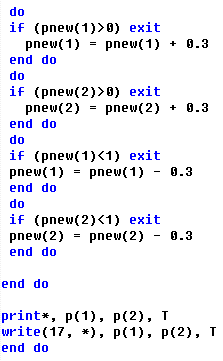 do
if (pnew(1)>0) exit
pnew(1) = pnew(1) + 0.3
end do
do
if (pnew(2)>0) exit
pnew(2) = pnew(2) + 0.3
end do
do
if (pnew(1)<1) exit
pnew(1) = pnew(1) - 0.3
end do
do
if (pnew(2)<1) exit
pnew(2) = pnew(2) - 0.3
end do
end do
print*, p(1), p(2), T
write(17, *), p(1), p(2), T
end do